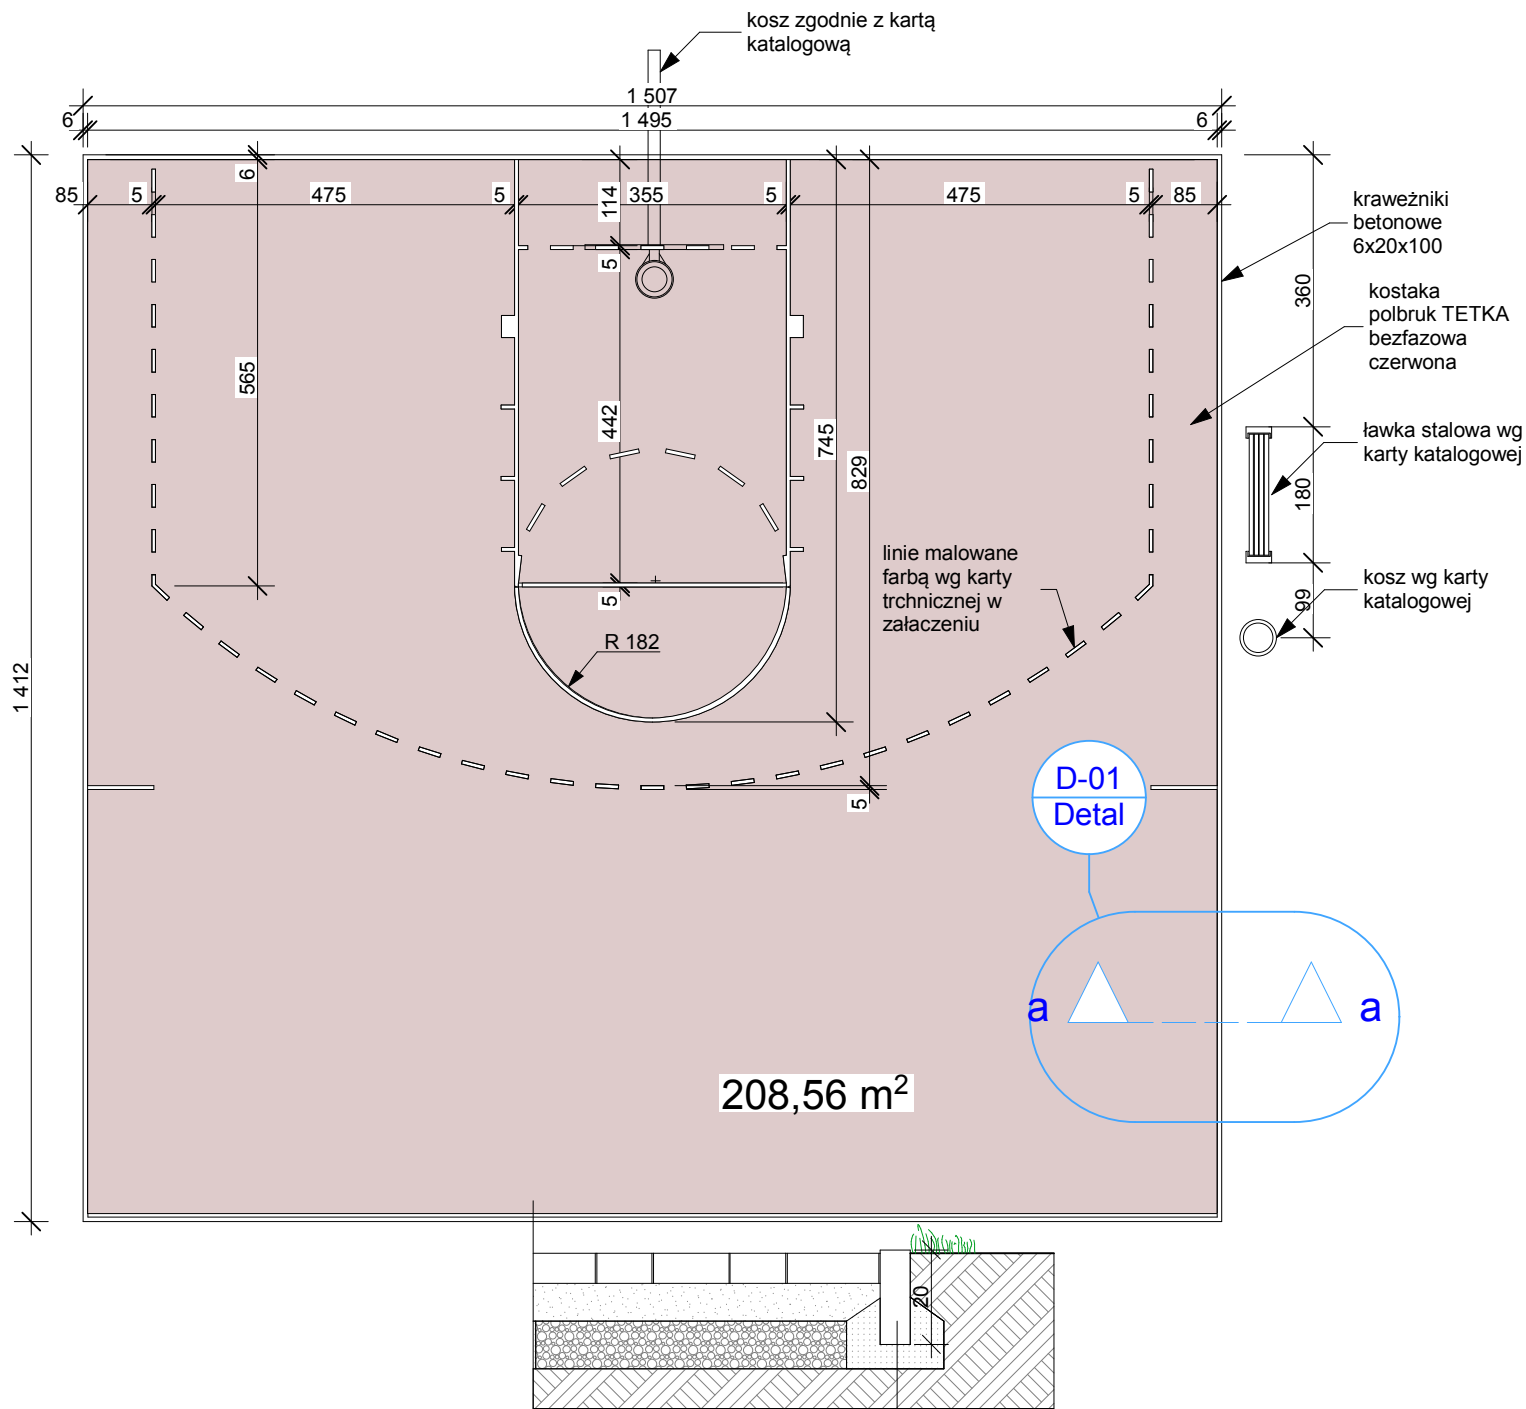 kosz zgodnie z kartą
katalogową
1 507
6
1 495
6
85
5
475
5
355
5
475
5
85
6
114
5
565
442
745
829
5
5
R 182
1 412
360
180
99
kraweżniki
betonowe
6x20x100
kostaka
polbruk TETKA
bezfazowa
czerwona
ławka stalowa wg
karty katalogowej
kosz wg karty
katalogowej
linie malowane
farbą wg karty
trchnicznej w
załaczeniu
D-01
Detal
a
a
208,56 m²
20